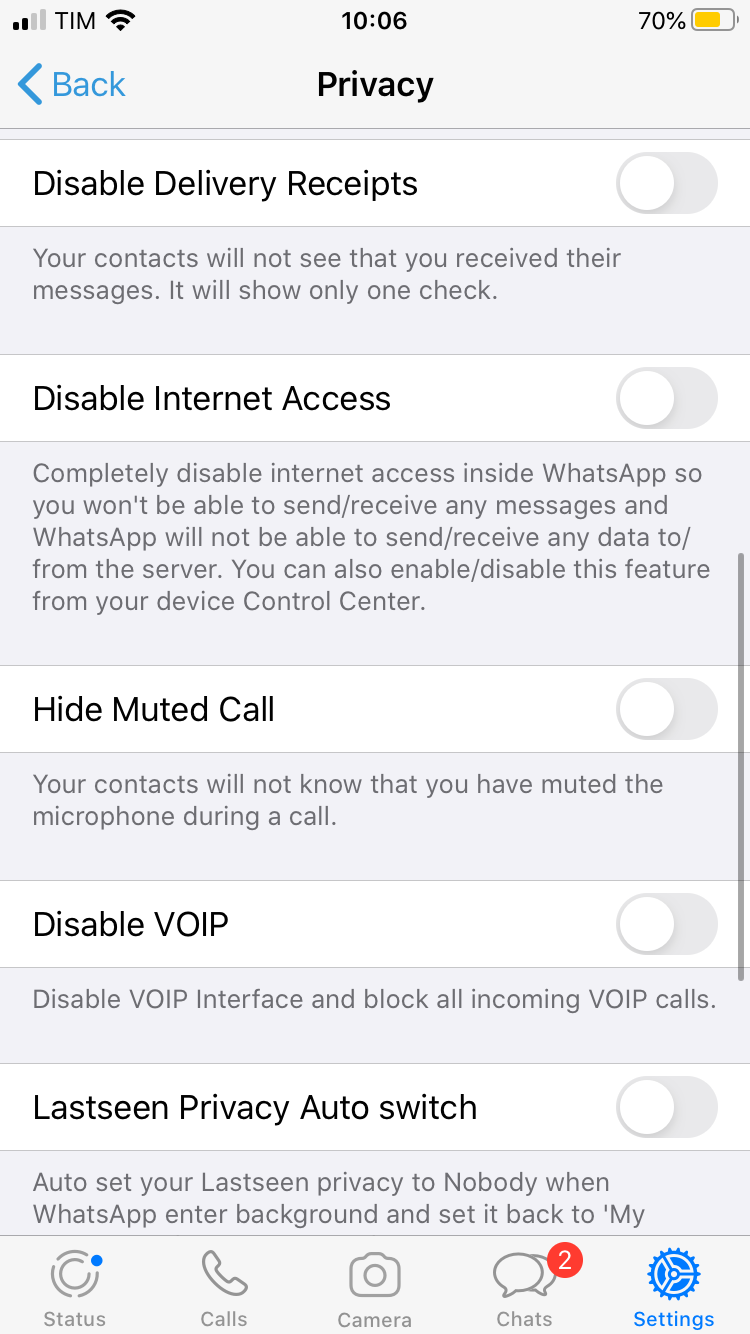 TIM 10:06 70%
Back Privacy
Disable Delivery Receipts
Your contacts will not see that you received their
messages. It will show only one check.
Disable Internet Access
Completely disable internet access inside WhatsApp so
you won't be able to send/receive any messages and
WhatsApp will not be able to send/receive any data to/
from the server. You can also enable/disable this feature
from your device Control Center.
Hide Muted Call
Your contacts will not know that you have muted the
microphone during a call.
Disable VOIP
Disable VOIP Interface and block all incoming VOIP calls.
Lastseen Privacy Auto switch
Auto set your Lastseen privacy to Nobody when
WhatsApp enter background and set it back to 'My
2
Status Calls Camera Chats Settings